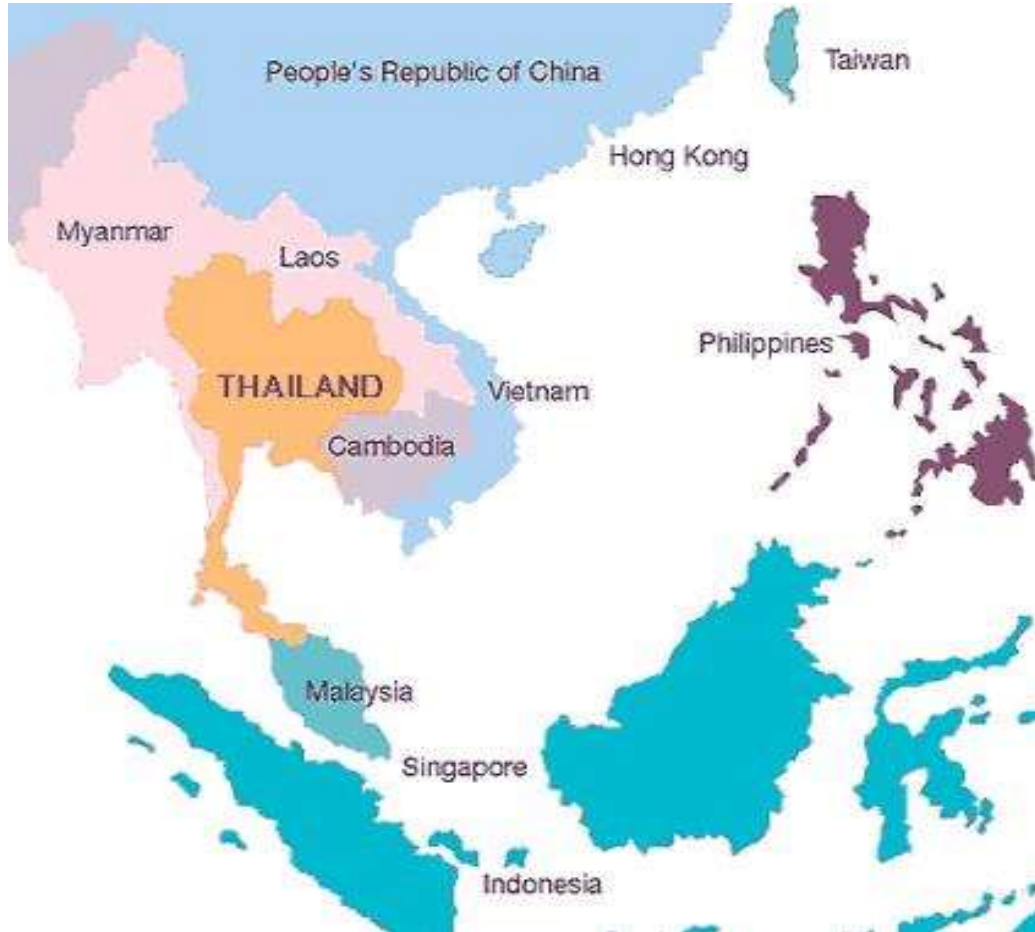 Taiwan
People's Republic of China
Hong Kong
Myanmar
Laos
Philippines
THAILAND
Vietnam
Cambodia
Malaysia
Singapore
Indonesia